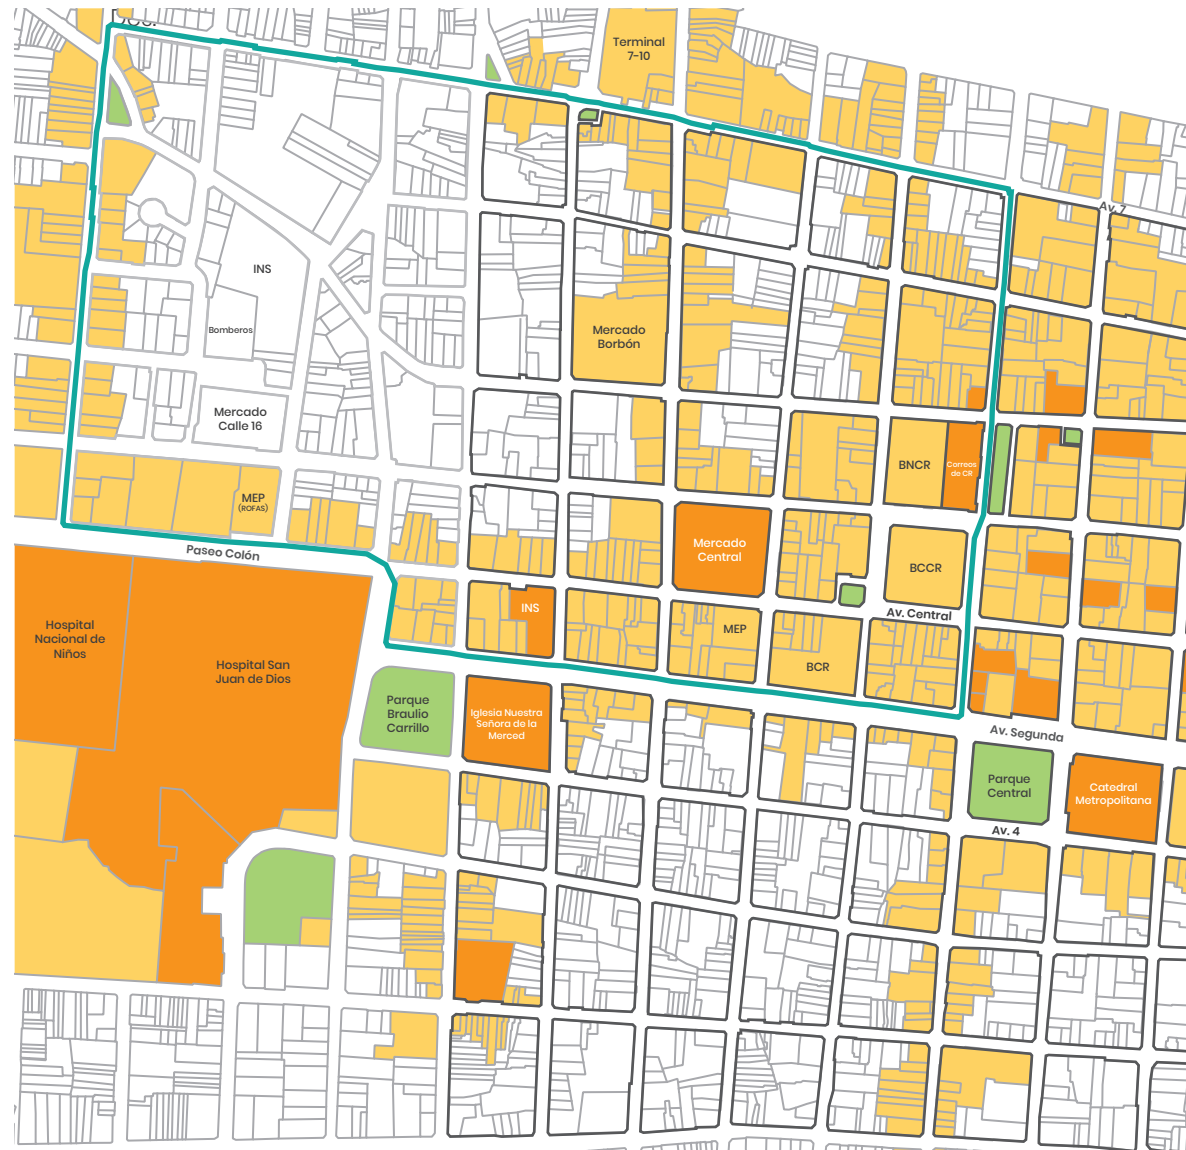 Terminal
7-10
Av. 7
INS
Bomberos
Mercado
Borbón
Mercado
Calle 16
BNCR
Correos
de CR
MEP
(ROFAS)
Mercado
Central
Paseo Colón
BCCR
INS
Av. Central
MEP
BCR
Hospital
Nacional de
Niños
Hospital San
Juan de Dios
Parque
Braulio
Carrillo
Iglesia Nuestra
Señora de la
Merced
Av. Segunda
Parque
Central
Catedral
Metropolitana
Av. 4